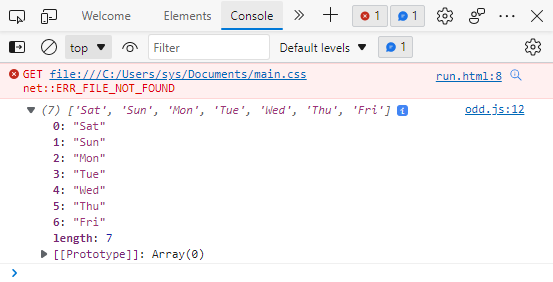 Welcome Elements Console 1 1
top Filter Default levels 1
GET file:///C:/Users/sys/Documents/main.css run.html:8
net::ERR_FILE_NOT_FOUND
(7) ['Sat', 'Sun', 'Mon', 'Tue', 'Wed', 'Thu', 'Fri'] i odd.js:12
0: "Sat"
1: "Sun"
2: "Mon"
3: "Tue"
4: "Wed"
5: "Thu"
6: "Fri"
length: 7
[[Prototype]]: Array(0)